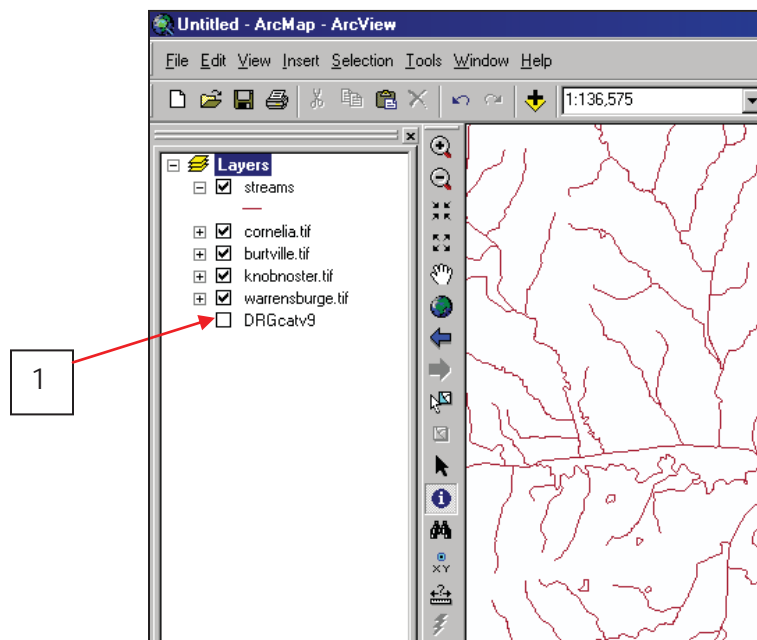 Untitled - ArcMap - ArcView
File Edit View Insert Selection Tools Window Help
1:136,575
Layers
streams
cornelia.tif
burtville.tif
knobnoster.tif
warrensburge.tif
DRGcatv9
1
XY
?